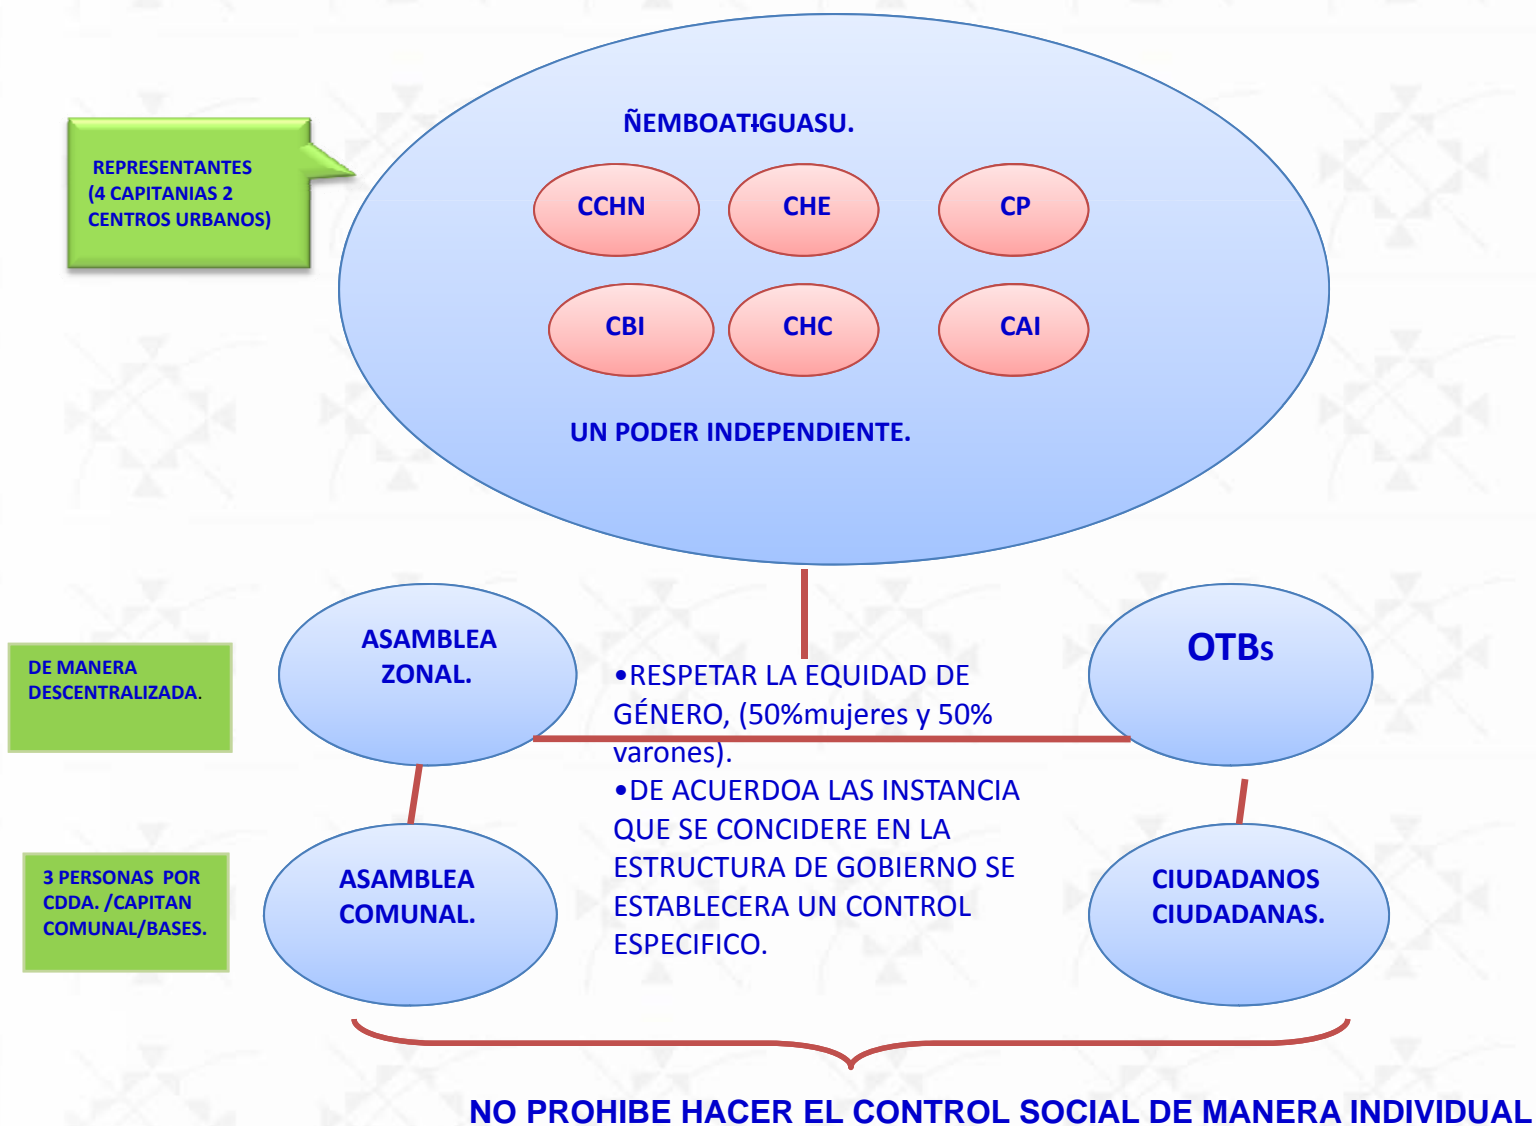 ÑEMBOATɨGUASU.
REPRESENTANTES
(4 CAPITANIAS 2
CENTROS URBANOS)
CCHN
CHE
CP
CBI
CHC
CAI
UN PODER INDEPENDIENTE.
DE MANERA
DESCENTRALIZADA.
ASAMBLEA
ZONAL.
•RESPETAR LA EQUIDAD DE
GÉNERO, (50%mujeres y 50%
varones).
•DE ACUERDOA LAS INSTANCIA
QUE SE CONCIDERE EN LA
ESTRUCTURA DE GOBIERNO SE
ESTABLECERA UN CONTROL
ESPECIFICO.
OTBs
3 PERSONAS POR
CDDA. /CAPITAN
COMUNAL/BASES.
ASAMBLEA
COMUNAL.
CIUDADANOS
CIUDADANAS.
NO PROHIBE HACER EL CONTROL SOCIAL DE MANERA INDIVIDUAL